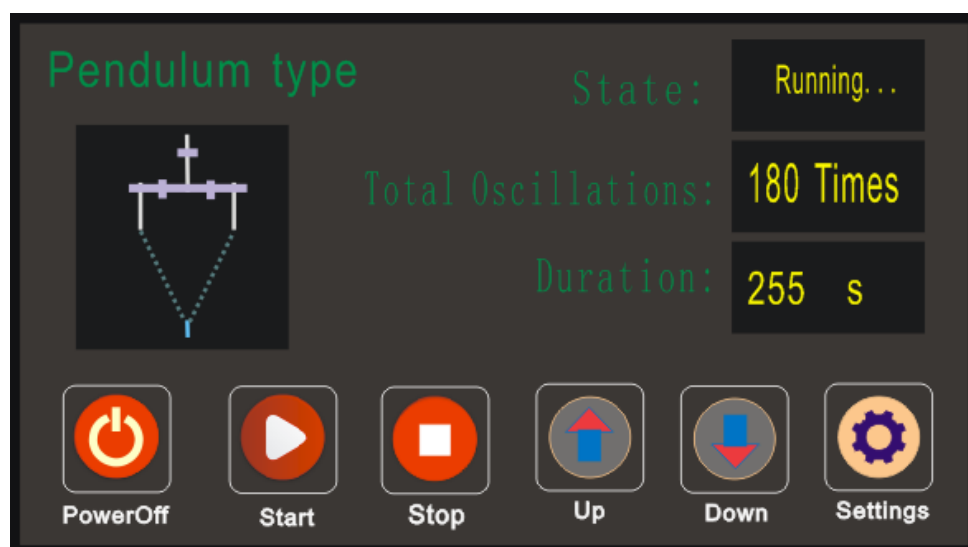 Pendulum type
State:
Running...
Total Oscillations:
180 Times
Duration:
255 s
PowerOff
Start
Stop
Up
Down
Settings